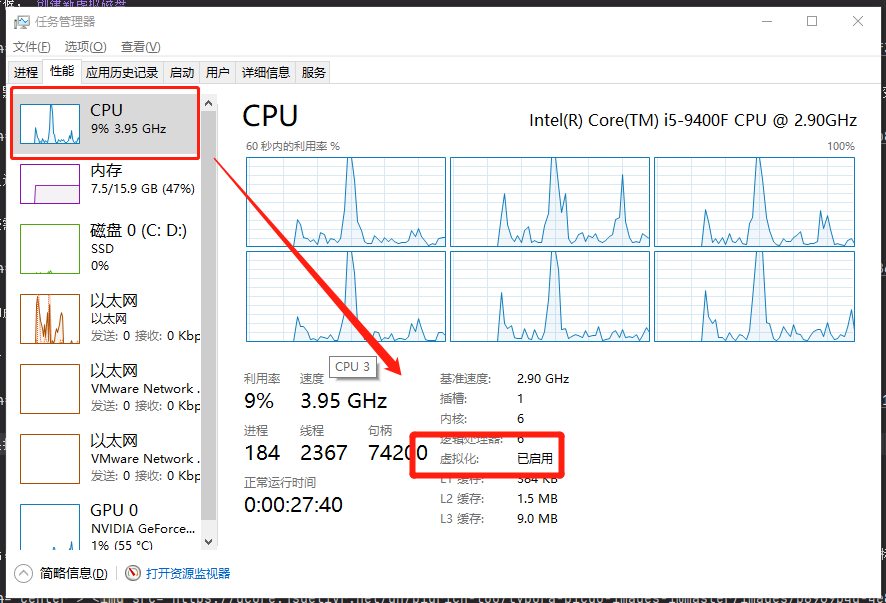 创建新虚拟磁盘
任务管理器
文件(F) 选项(O) 查看(V)
进程 性能 应用历史记录 启动 用户 详细信息 服务
CPU
9% 3.95 GHz
内存
7.5/15.9 GB (47%)
磁盘 0 (C: D:)
SSD
0%
以太网
以太网
发送: 0 接收: 0 Kbp
以太网
VMware Network .
发送: 0 接收: 0 Kbp
以太网
VMware Network .
发送: 0 接收: 0 Kbp
GPU 0
NVIDIA GeForce...
1% (55 °C)
CPU
Intel(R) Core(TM) i5-9400F CPU @ 2.90GHz
60 秒内的利用率 %
100%
CPU 3
利用率 速度
9% 3.95 GHz
进程 线程 句柄
184 2367 74200
正常运行时间
0:00:27:40
基准速度: 2.90 GHz
插槽: 1
内核: 6
逻辑处理器: 6
虚拟化: 已启用
L1 缓存: 384 KB
L2 缓存: 1.5 MB
L3 缓存: 9.0 MB
简略信息(D) 打开资源监视器